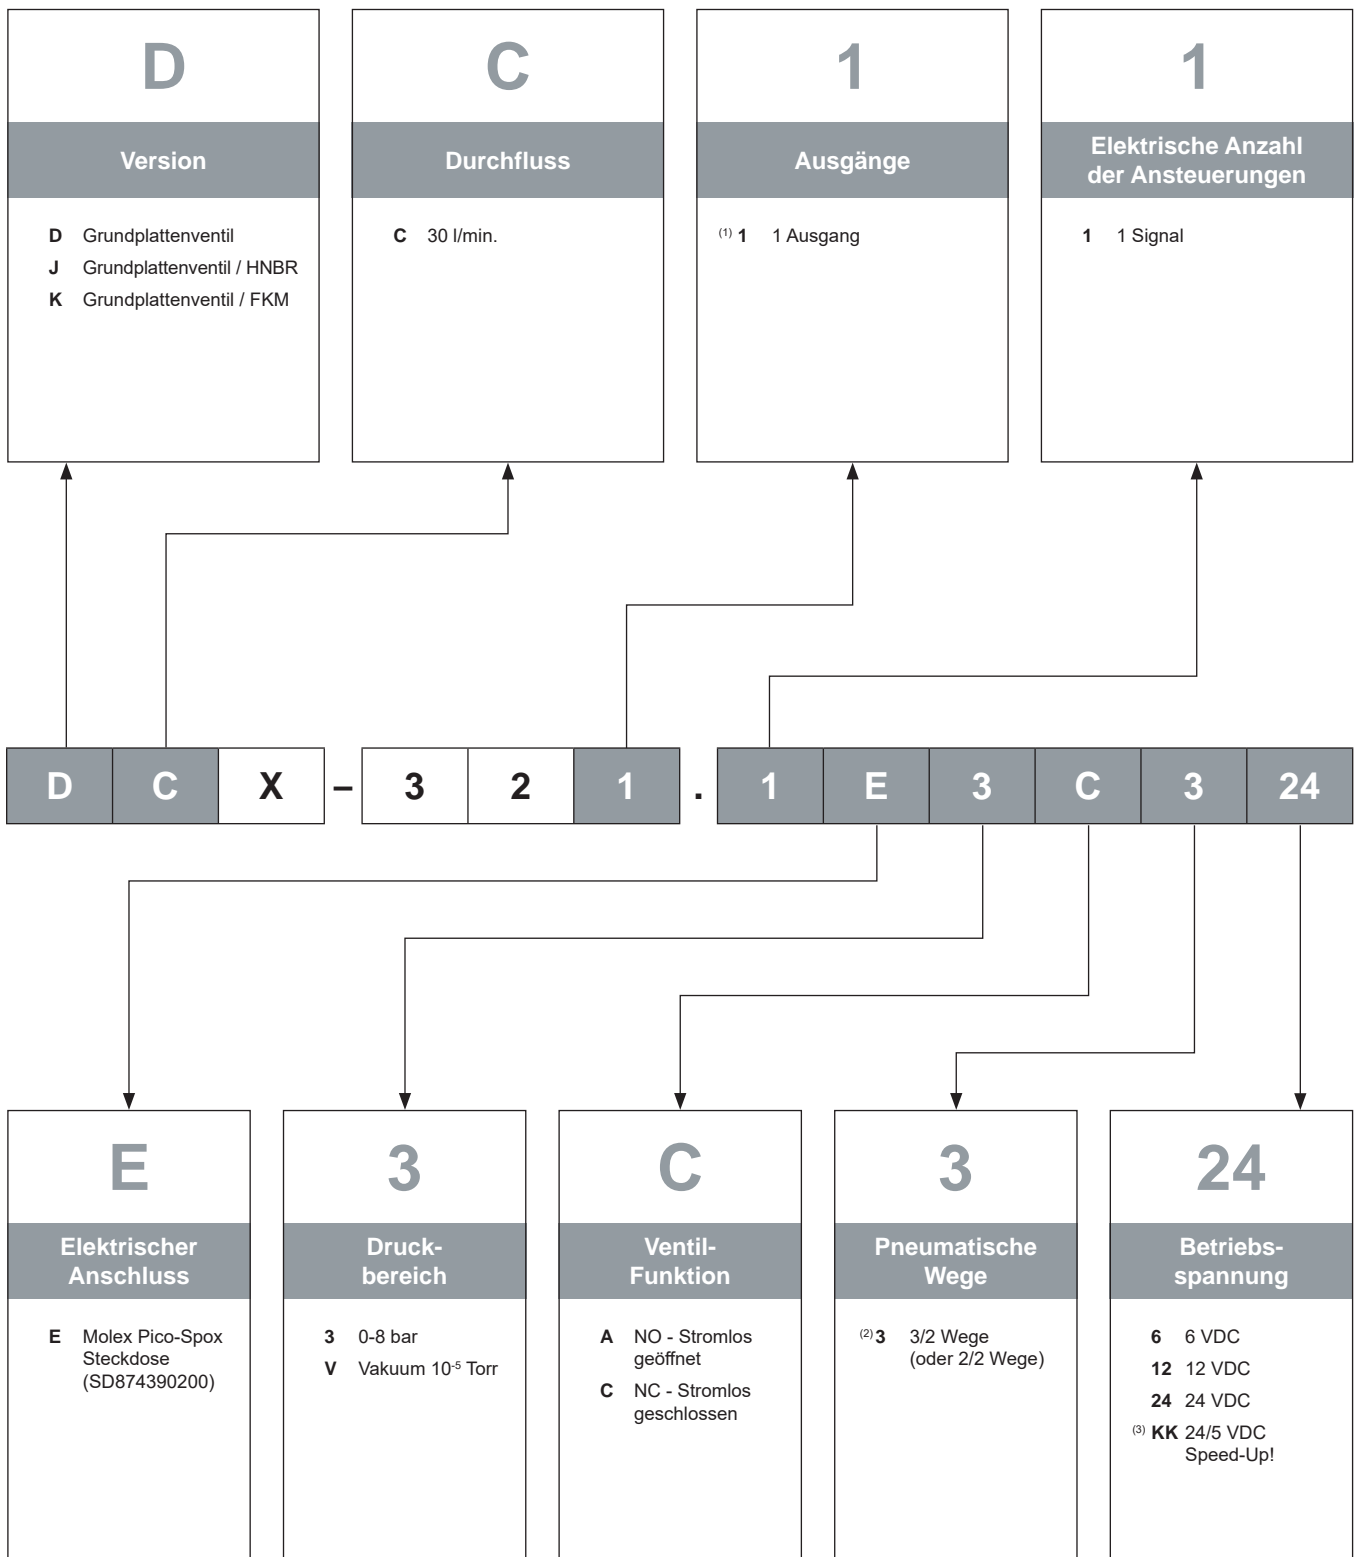 D
Version
D Grundplattenventil
J Grundplattenventil / HNBR
K Grundplattenventil / FKM
C
Durchfluss
C 30 l/min.
1
Ausgänge
(1) 1 1 Ausgang
1
Elektrische Anzahl
der Ansteuerungen
1 1 Signal
D C X – 3 2 1 . 1 E 3 C 3 24
E
Elektrischer
Anschluss
E Molex Pico-Spox
Steckdose
(SD874390200)
3
Druck-
bereich
3 0-8 bar
V Vakuum 10⁻⁵ Torr
C
Ventil-
Funktion
A NO - Stromlos
geöffnet
C NC - Stromlos
geschlossen
3
Pneumatische
Wege
(2) 3 3/2 Wege
(oder 2/2 Wege)
24
Betriebs-
spannung
6 6 VDC
12 12 VDC
24 24 VDC
(3) KK 24/5 VDC
Speed-Up!